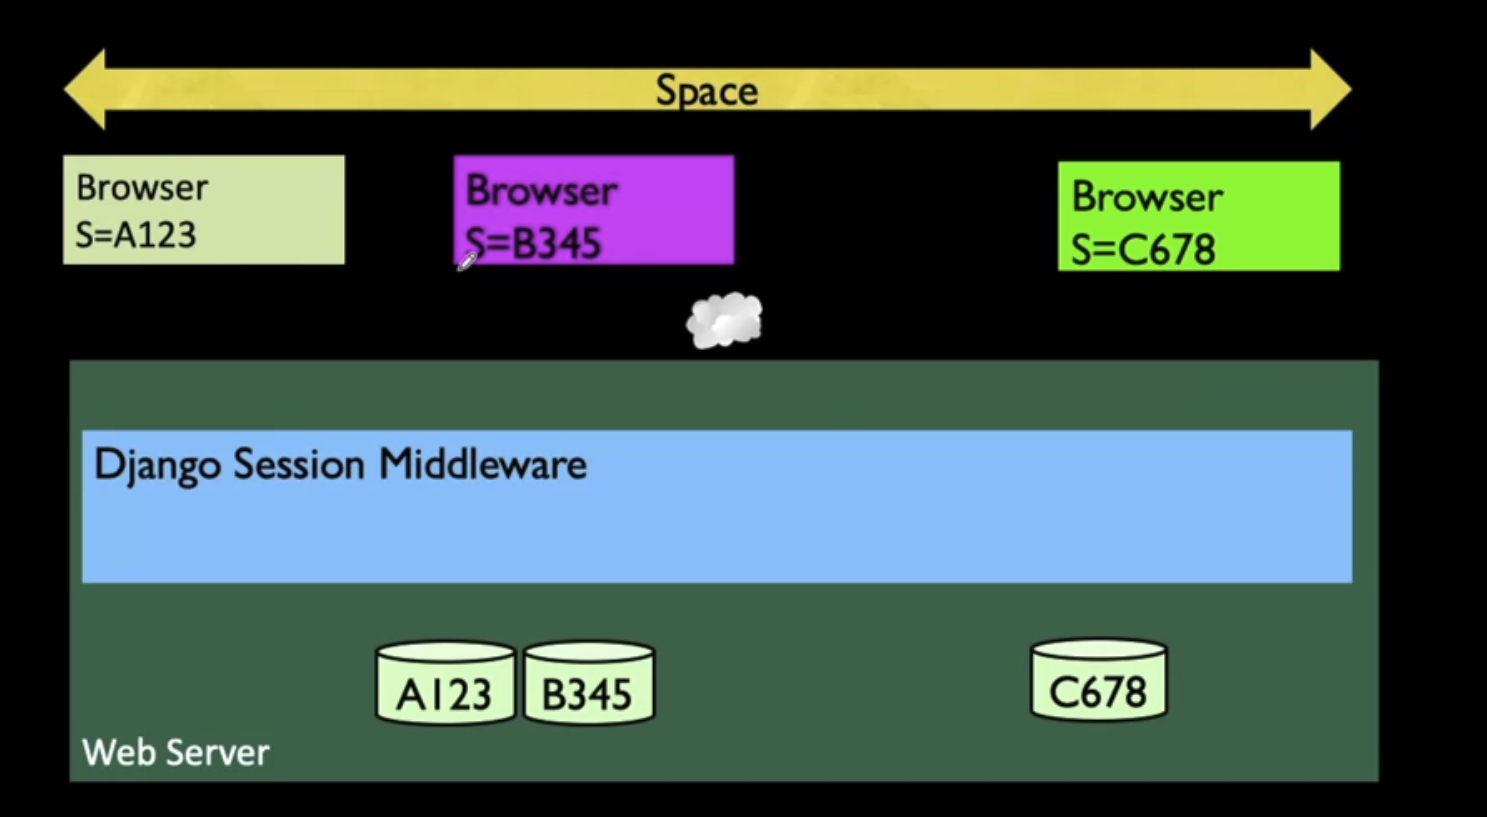 Space
Browser
S=A123
Browser
S=B345
Browser
S=C678
Django Session Middleware
A123
B345
C678
Web Server